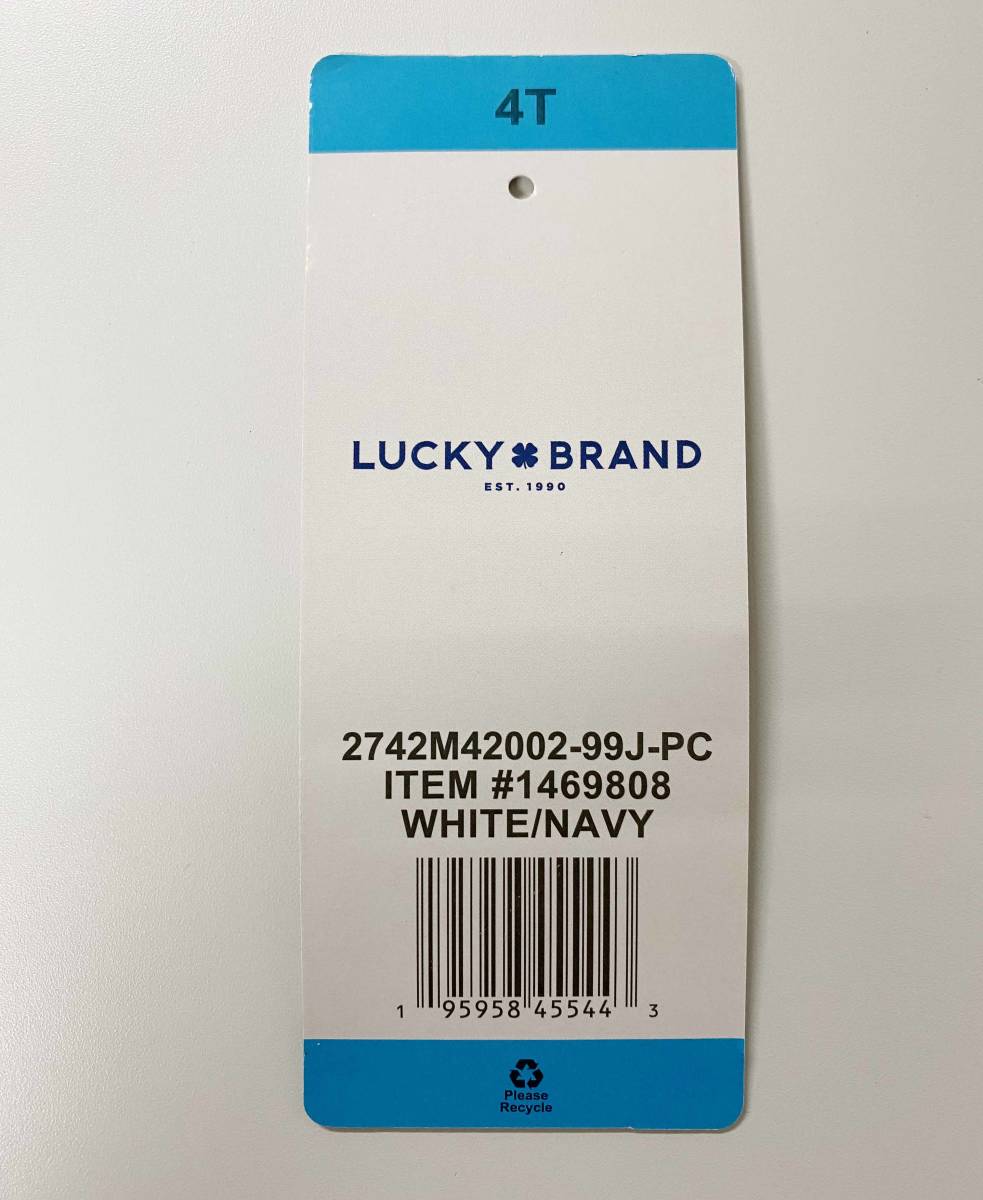 4T
LUCKY BRAND
EST. 1990
2742M42002-99J-PC
ITEM #1469808
WHITE/NAVY
1 95958 45544 3
Please
Recycle